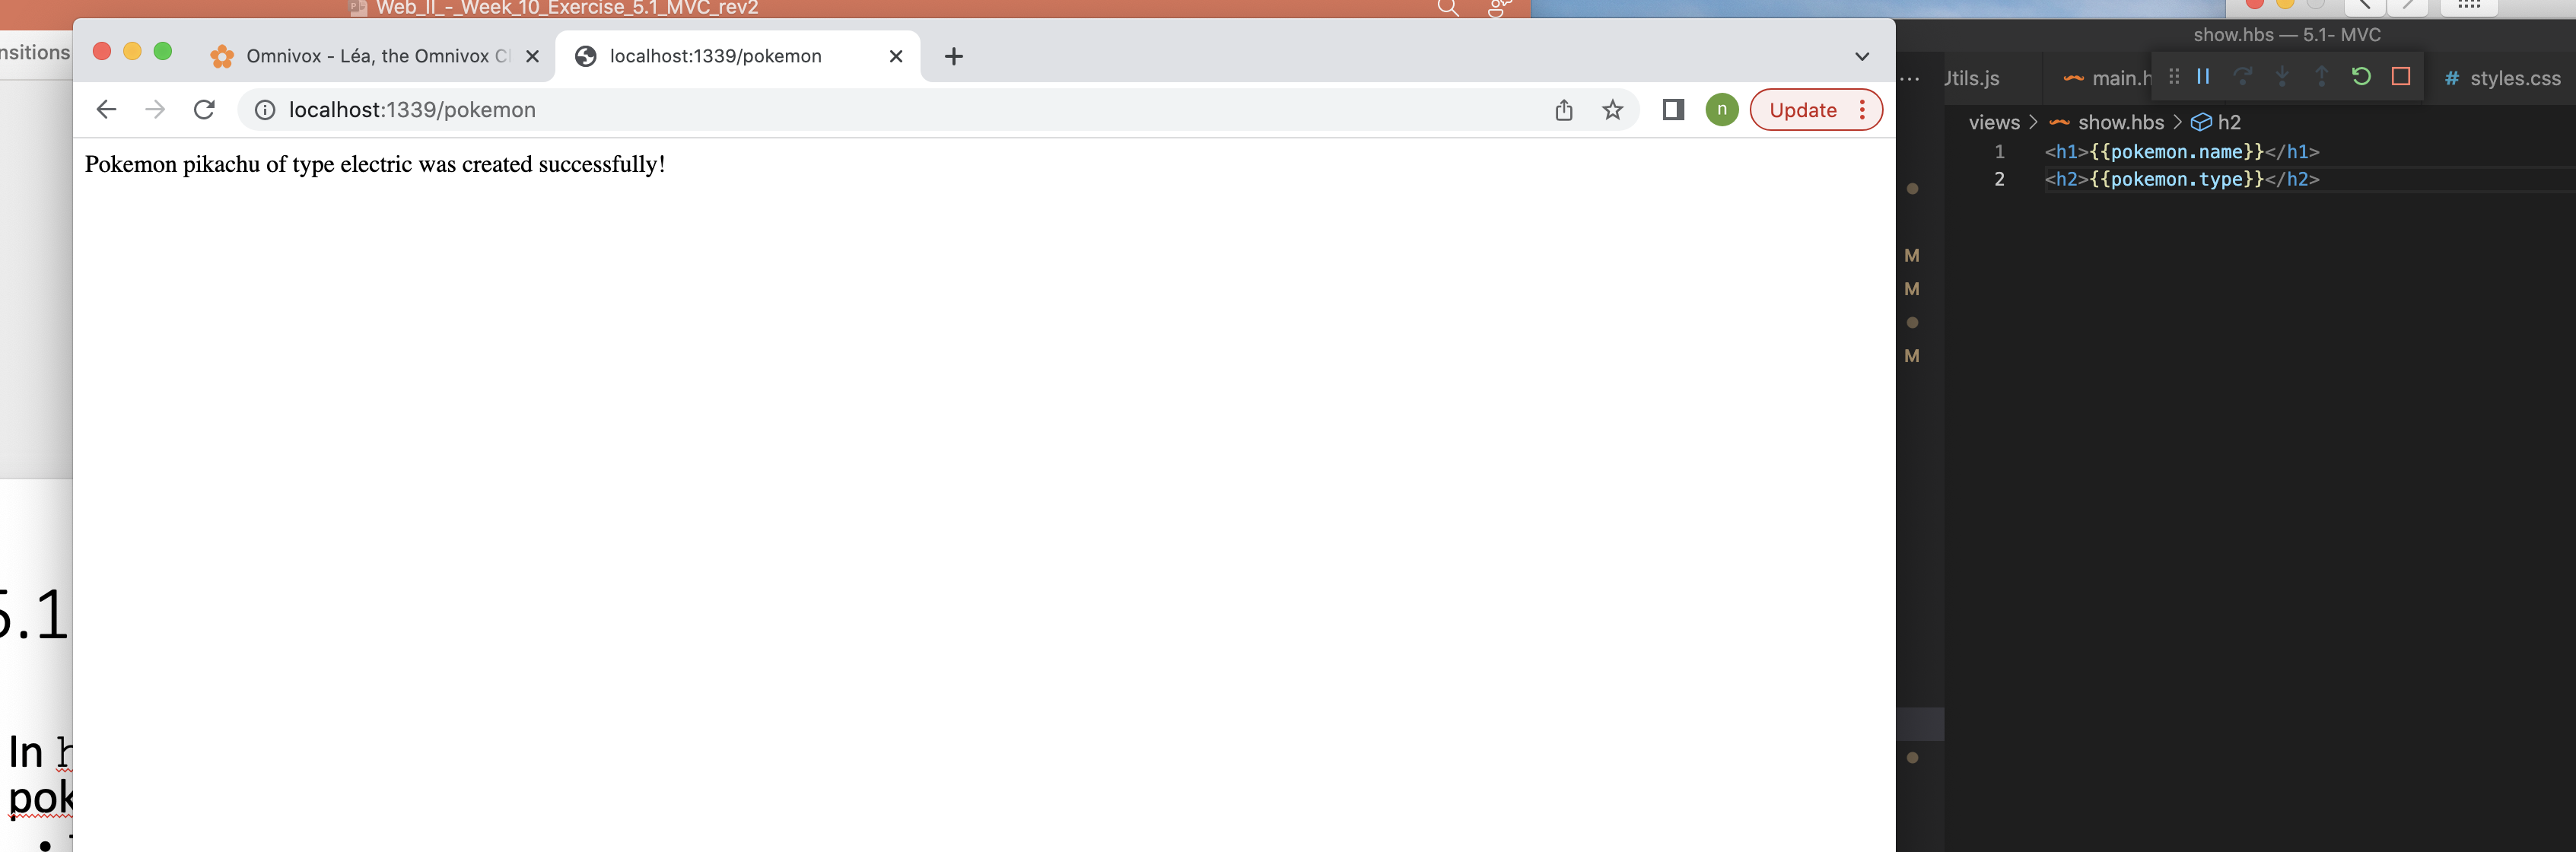 Web_II_-_Week_10_Exercise_5.1_MVC_rev2
nsitions
Omnivox - Léa, the Omnivox C
localhost:1339/pokemon
localhost:1339/pokemon
n
Update
Pokemon pikachu of type electric was created successfully!
5.1
In h
pok
show.hbs — 5.1- MVC
Utils.js
main.h
# styles.css
views > show.hbs > h2
1 <h1>{{pokemon.name}}</h1>
2 <h2>{{pokemon.type}}</h2>
M
M
M